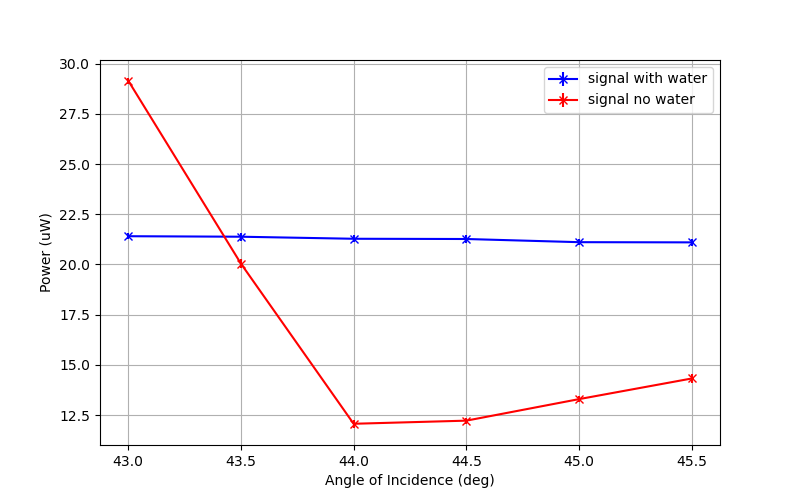 30.0
27.5
25.0
22.5
20.0
17.5
15.0
12.5
Power (uW)
signal with water
signal no water
43.0 43.5 44.0 44.5 45.0 45.5
Angle of Incidence (deg)